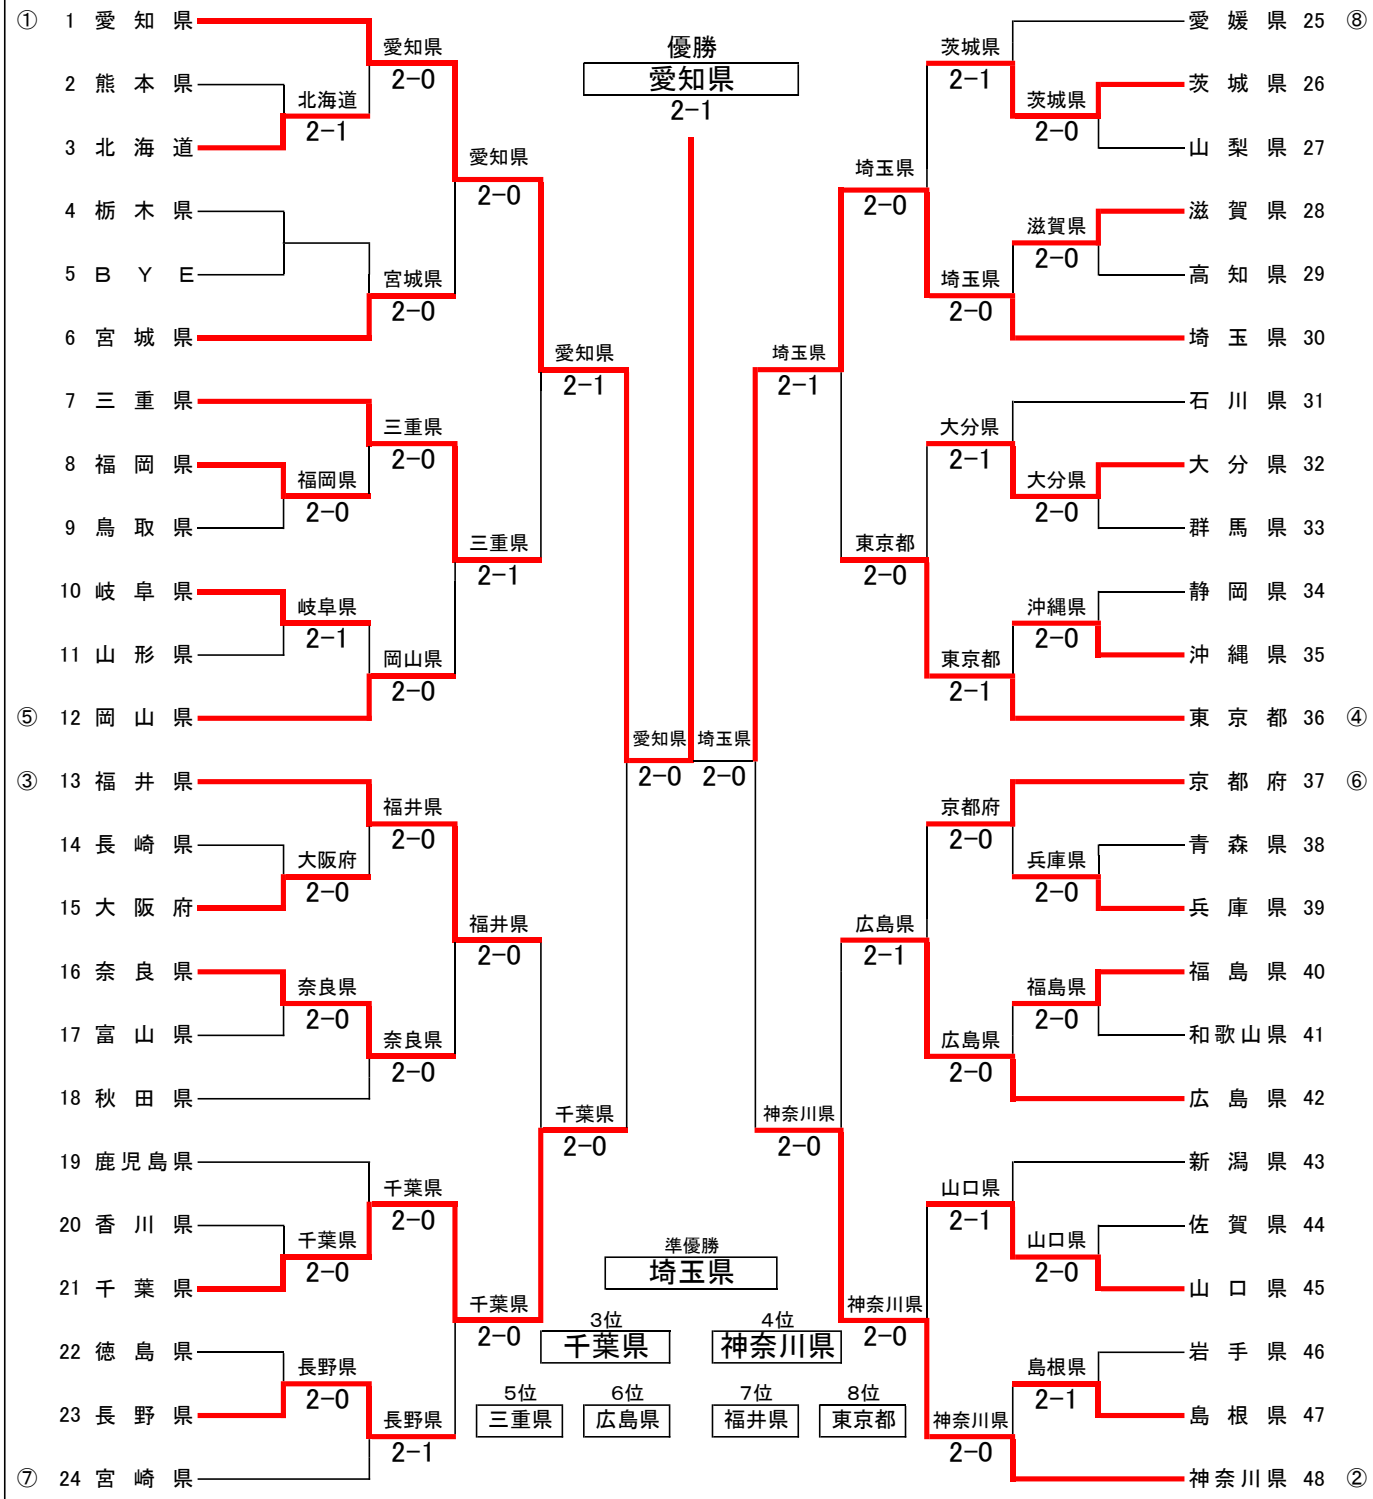 ① 1 愛知県
2 熊本県
3 北海道
4 栃木県
5 ＢＹＥ
6 宮城県
7 三重県
8 福岡県
9 鳥取県
10 岐阜県
11 山形県
⑤ 12 岡山県
③ 13 福井県
14 長崎県
15 大阪府
16 奈良県
17 富山県
18 秋田県
19 鹿児島県
20 香川県
21 千葉県
22 徳島県
23 長野県
⑦ 24 宮崎県
北海道
2-1
福岡県
2-0
岐阜県
2-1
大阪府
2-0
奈良県
2-0
千葉県
2-0
長野県
2-0
愛知県
2-0
宮城県
2-0
三重県
2-0
岡山県
2-0
福井県
2-0
奈良県
2-0
千葉県
2-0
長野県
2-1
愛知県
2-0
三重県
2-1
福井県
2-0
千葉県
2-0
愛知県
2-1
千葉県
2-0
愛知県
2-0
優勝
愛知県
2-1
埼玉県
2-0
埼玉県
2-1
神奈川県
2-0
埼玉県
2-0
東京都
2-0
広島県
2-1
神奈川県
2-0
茨城県
2-1
埼玉県
2-0
大分県
2-1
東京都
2-1
京都府
2-0
広島県
2-0
山口県
2-1
神奈川県
2-0
茨城県
2-0
滋賀県
2-0
大分県
2-0
沖縄県
2-0
兵庫県
2-0
福島県
2-0
山口県
2-0
島根県
2-1
愛媛県 25 ⑧
茨城県 26
山梨県 27
滋賀県 28
高知県 29
埼玉県 30
石川県 31
大分県 32
群馬県 33
静岡県 34
沖縄県 35
東京都 36 ④
京都府 37 ⑥
青森県 38
兵庫県 39
福島県 40
和歌山県 41
広島県 42
新潟県 43
佐賀県 44
山口県 45
岩手県 46
島根県 47
神奈川県 48 ②
準優勝
埼玉県
3位
千葉県
4位
神奈川県
5位
三重県
6位
広島県
7位
福井県
8位
東京都